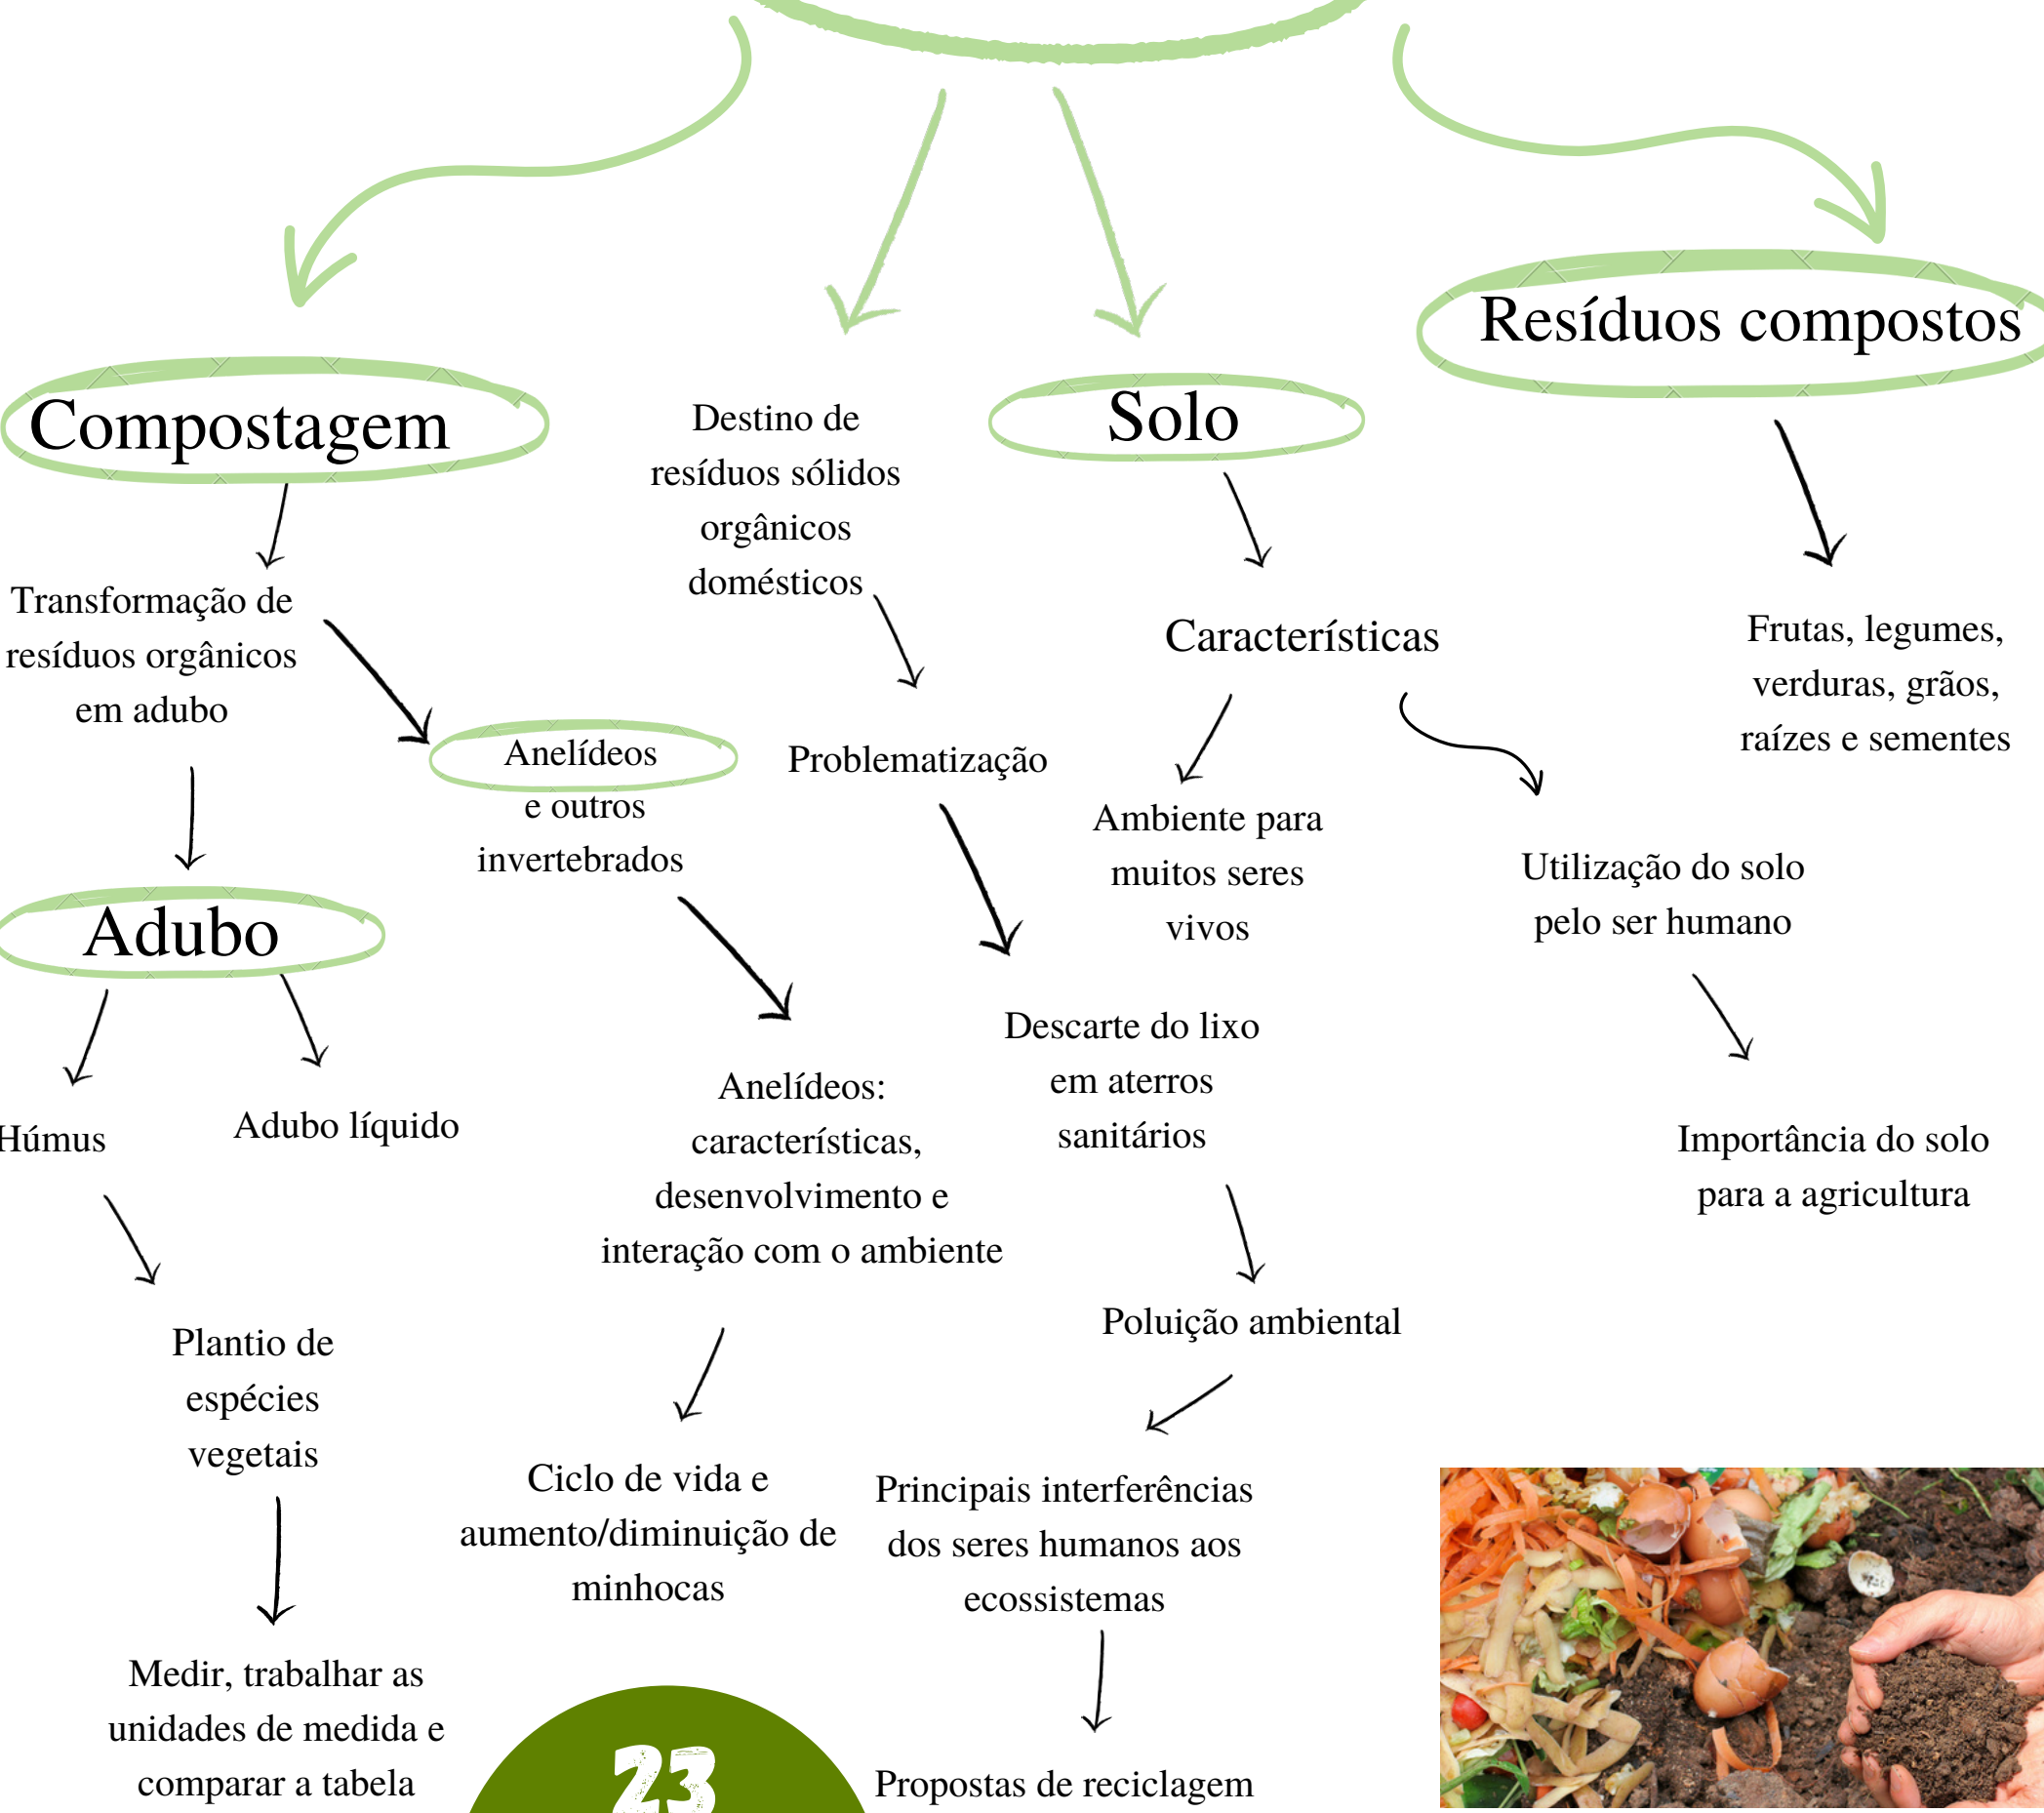 Resíduos compostos
Compostagem
Destino de
resíduos sólidos
orgânicos
domésticos
Solo
Transformação de
resíduos orgânicos
em adubo
Características
Frutas, legumes,
verduras, grãos,
raízes e sementes
Anelídeos
e outros
invertebrados
Problematização
Ambiente para
muitos seres
vivos
Utilização do solo
pelo ser humano
Adubo
Descarte do lixo
em aterros
sanitários
Anelídeos:
características,
desenvolvimento e
interação com o ambiente
Húmus
Adubo líquido
Importância do solo
para a agricultura
Plantio de
espécies
vegetais
Poluição ambiental
Ciclo de vida e
aumento/diminuição de
minhocas
Principais interferências
dos seres humanos aos
ecossistemas
Medir, trabalhar as
unidades de medida e
comparar a tabela
23
Propostas de reciclagem